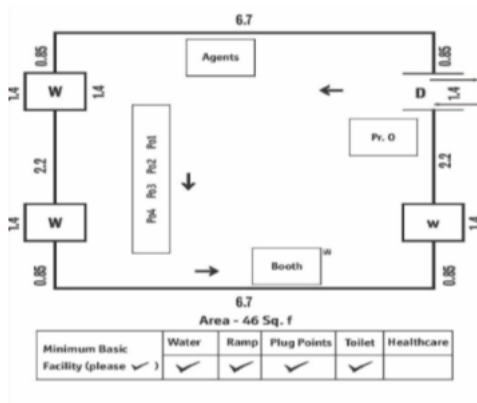 6.7
0.85
0.85
Agents
1.4
W
1.4
D
1.4
Pr. O
Po4 Po3 Po2 Po1
2.2
2.2
1.4
W
w
1.4
Booth
W
0.85
0.85
6.7
Area - 46 Sq. f
Minimum Basic
Facility (please ✓ )
Water
Ramp
Plug Points
Toilet
Healthcare
✓
✓
✓
✓